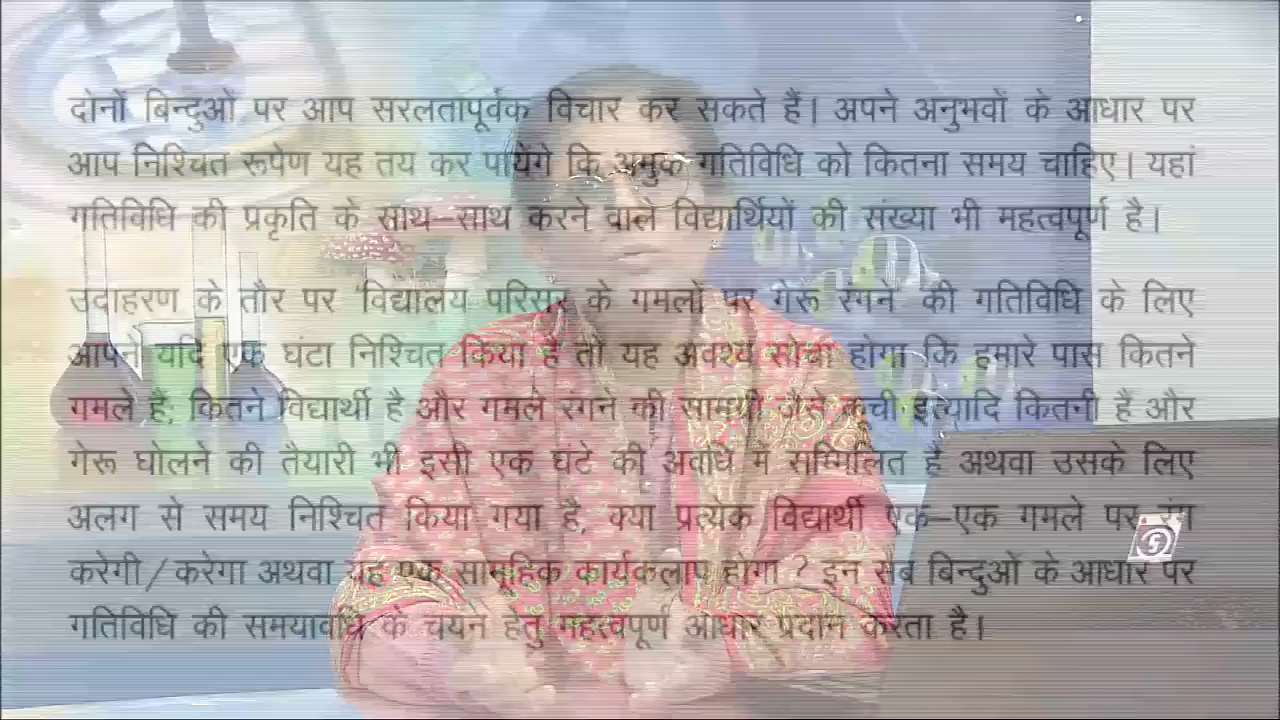 दोनों बिन्दुओं पर आप सरलतापूर्वक विचार कर सकते हैं। अपने अनुभवों के आधार पर
आप निश्चित रूपेण यह तय कर पायेंगे कि अमुक गतिविधि को कितना समय चाहिए। यहां
गतिविधि की प्रकृति के साथ–साथ करने वाले विद्यार्थियों की संख्या भी महत्वपूर्ण है।
उदाहरण के तौर पर 'विद्यालय परिसर के गमलों पर गेरू रंगने' की गतिविधि के लिए
आपने यदि एक घंटा निश्चित किया है तो यह अवश्य सोचा होगा कि हमारे पास कितने
गमले हैं, कितने विद्यार्थी है और गमले रंगने की सामग्री जैसे कूची इत्यादि कितनी है और
गेरू घोलने की तैयारी भी इसी एक घंटे की अवधि में सम्मिलित है अथवा उसके लिए
अलग से समय निश्चित किया गया है, क्या प्रत्येक विद्यार्थी एक–एक गमले पर रंग
करेगी/करेगा अथवा यह एक सामूहिक कार्यकलाप होगा ? इन सब बिन्दुओं के आधार पर
गतिविधि की समयावधि के चयन हेतु महत्वपूर्ण आधार प्रदान करता है।